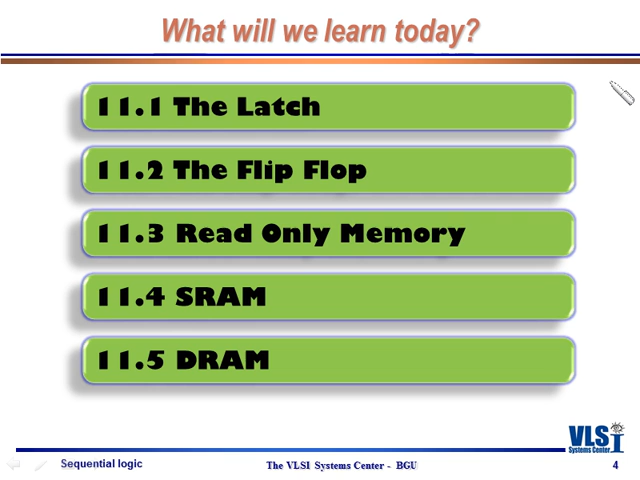 What will we learn today?
11.1 The Latch
11.2 The Flip Flop
11.3 Read Only Memory
11.4 SRAM
11.5 DRAM
VLSI
Systems Center
Sequential logic
The VLSI Systems Center - BGU
4